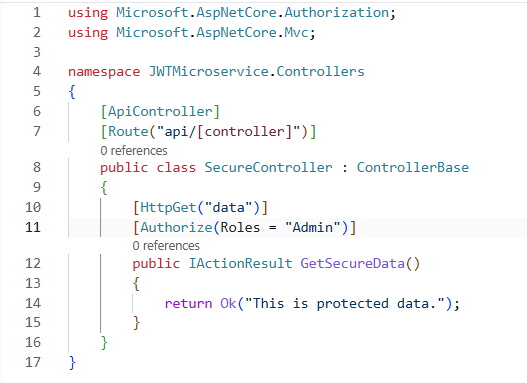 1 using Microsoft.AspNetCore.Authorization;
2 using Microsoft.AspNetCore.Mvc;
3
4 namespace JWTMicroservice.Controllers
5 {
6     [ApiController]
7     [Route("api/[controller]")]
      0 references
8     public class SecureController : ControllerBase
9     {
10         [HttpGet("data")]
11         [Authorize(Roles = "Admin")]
           0 references
12         public IActionResult GetSecureData()
13         {
14             return Ok("This is protected data.");
15         }
16     }
17 }